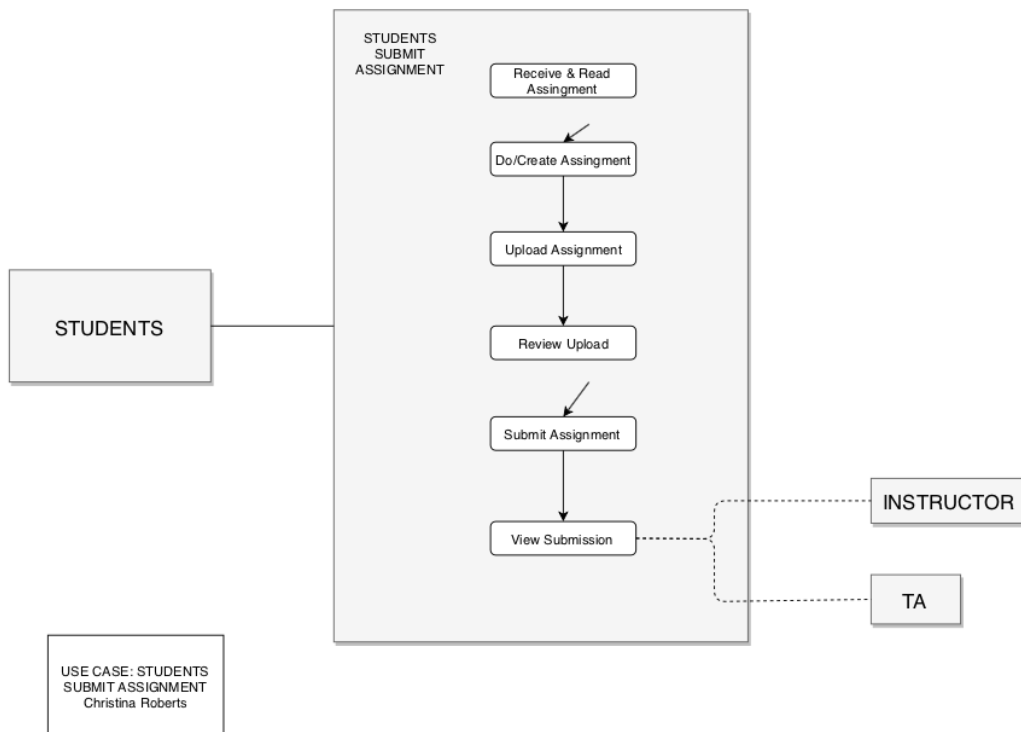 STUDENTS
SUBMIT
ASSIGNMENT
Receive & Read
Assingment
Do/Create Assingment
Upload Assignment
STUDENTS
Review Upload
Submit Assignment
INSTRUCTOR
View Submission
TA
USE CASE: STUDENTS
SUBMIT ASSIGNMENT
Christina Roberts